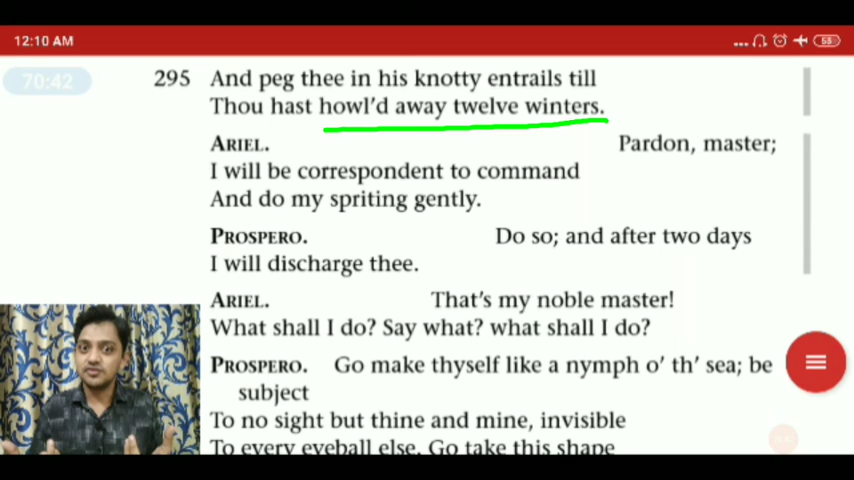 12:10 AM
58
70:42
295 And peg thee in his knotty entrails till
Thou hast howl'd away twelve winters.
ARIEL. Pardon, master;
I will be correspondent to command
And do my spriting gently.
PROSPERO. Do so; and after two days
I will discharge thee.
ARIEL. That's my noble master!
What shall I do? Say what? what shall I do?
PROSPERO. Go make thyself like a nymph o' th' sea; be
subject
To no sight but thine and mine, invisible
To every eyeball else. Go take this shape